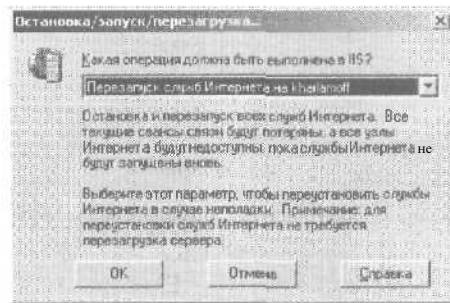 Остановка/запуск/перезагрузка...
Какая операция должна быть выполнена в IIS?
Перезапуск служб Интернета на kharlamoff
Остановка и перезапуск всех служб Интернета. Все
текущие сеансы связи будут потеряны, а все узлы
Интернета будут недоступны, пока службы Интернета не
будут запущены вновь.
Выберите этот параметр, чтобы переустановить службы
Интернета в случае неполадки. Примечание: для
переустановки служб Интернета не требуется
перезагрузка сервера.
ОК
Отмена
Справка